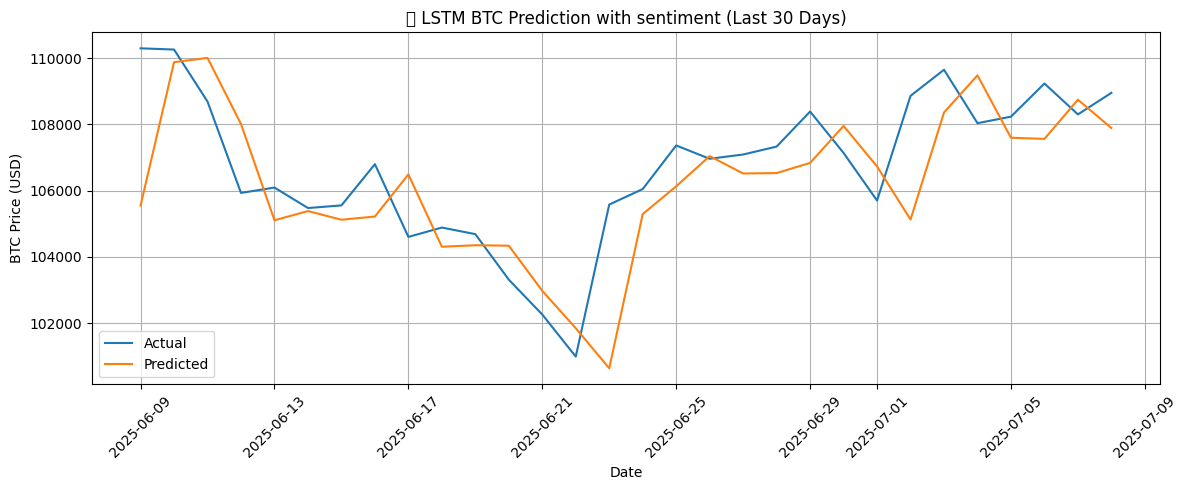 LSTM BTC Prediction with sentiment (Last 30 Days)
BTC Price (USD)
110000
108000
106000
104000
102000
Actual
Predicted
2025-06-09
2025-06-13
2025-06-17
2025-06-21
2025-06-25
2025-06-29
2025-07-01
2025-07-05
2025-07-09
Date